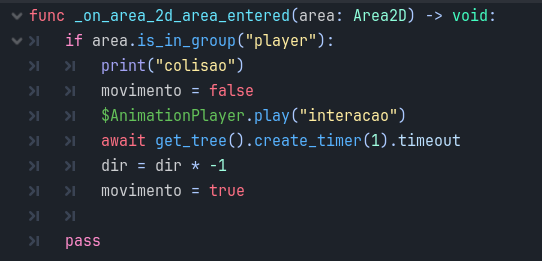 func _on_area_2d_area_entered(area: Area2D) -> void:
if area.is_in_group("player"):
print("colisao")
movimento = false
$AnimationPlayer.play("interacao")
await get_tree().create_timer(1).timeout
dir = dir * -1
movimento = true
pass